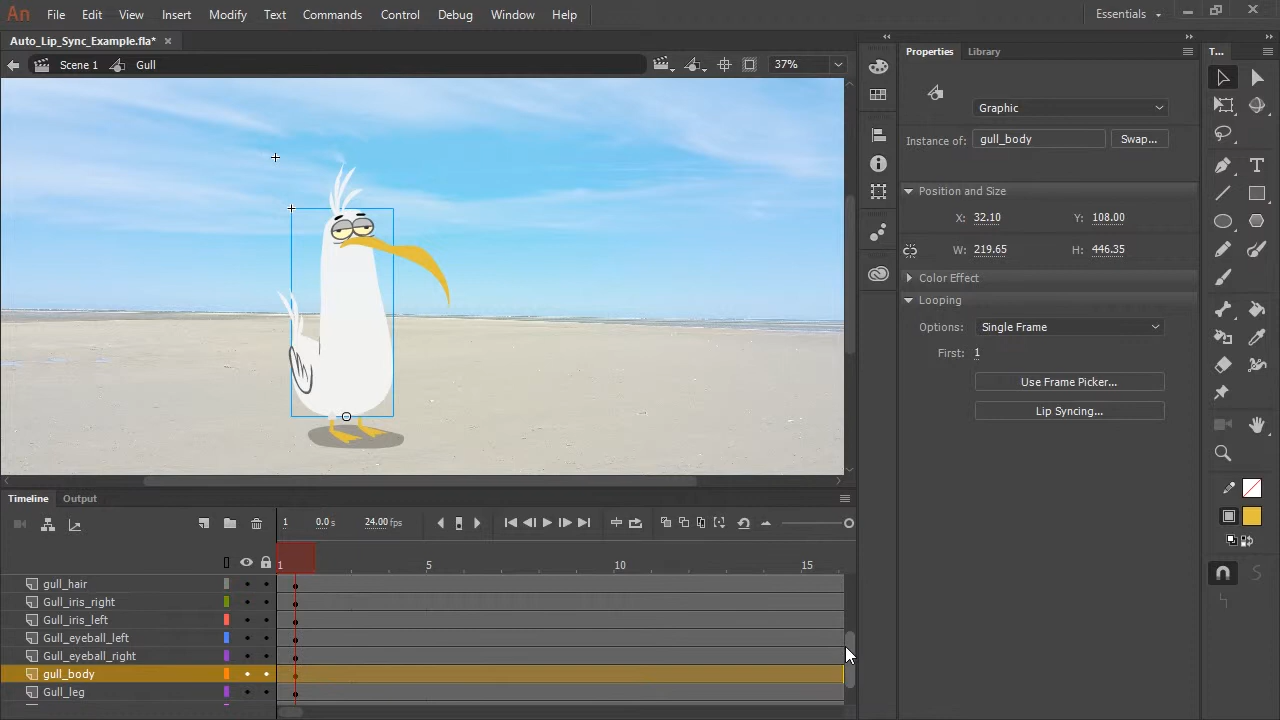 An File Edit View Insert Modify Text Commands Control Debug Window Help Essentials
Auto_Lip_Sync_Example.fla* ×
Properties Library T...
Scene 1 Gull 37%
Graphic
Instance of: gull_body Swap...
Position and Size
X: 32.10 Y: 108.00
W: 219.65 H: 446.35
Color Effect
Looping
Options: Single Frame
First: 1
Use Frame Picker...
Lip Syncing...
Timeline Output
1 0.0 s 24.00 fps
1 5 10 15
gull_hair
Gull_iris_right
Gull_iris_left
Gull_eyeball_left
Gull_eyeball_right
gull_body
Gull_leg